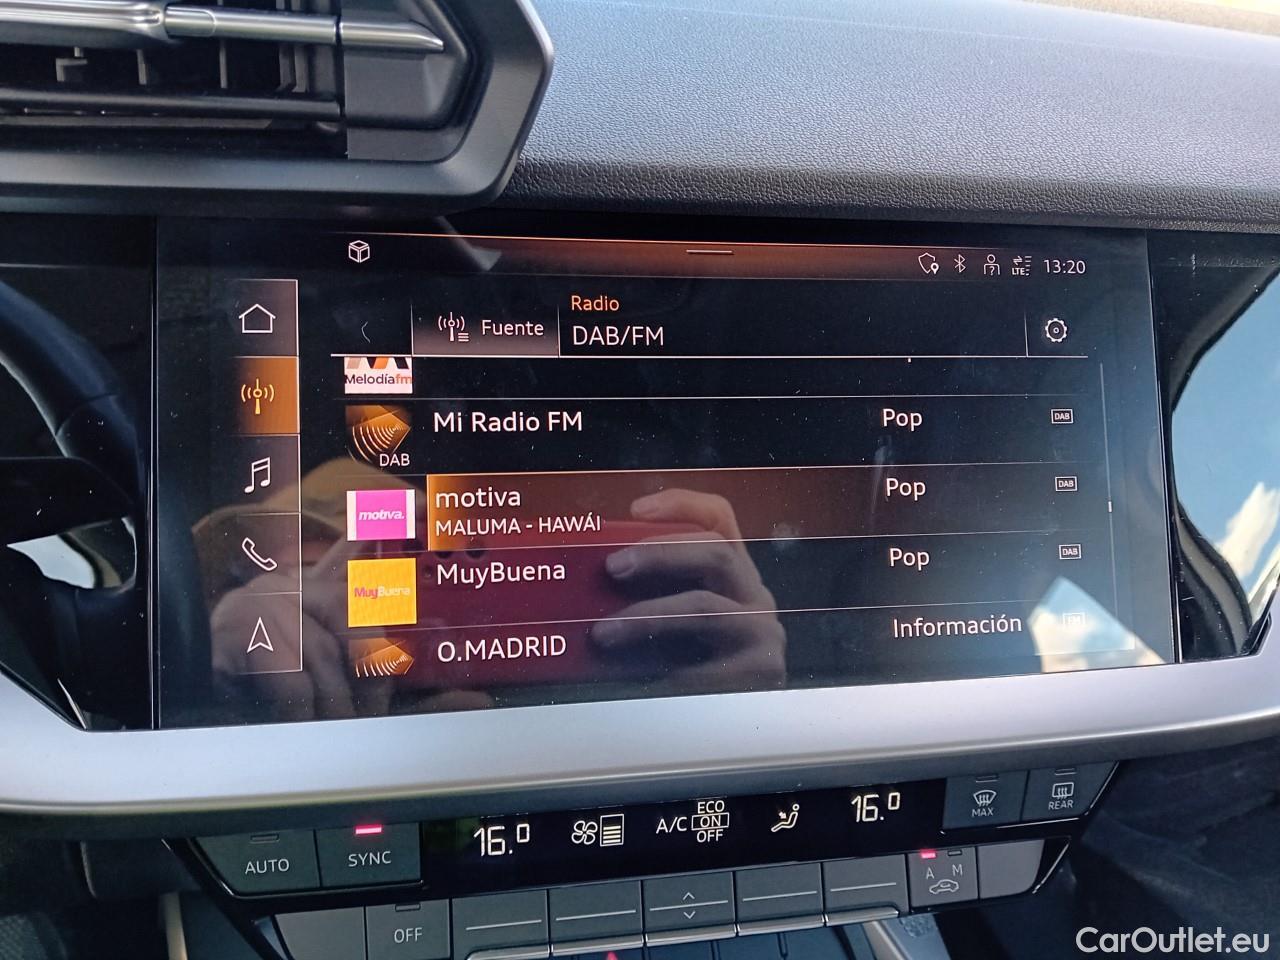 LTE 13:20
Radio
Fuente
DAB/FM
Melodíafm
Mi Radio FM Pop DAB
DAB
motiva Pop DAB
motiva.
MALUMA - HAWÁI
MuyBuena Pop DAB
MuyBuena
O.MADRID Información FM
16.0 A/C ECO ON OFF 16.0
MAX REAR
AUTO SYNC
A M
OFF
CarOutlet.eu